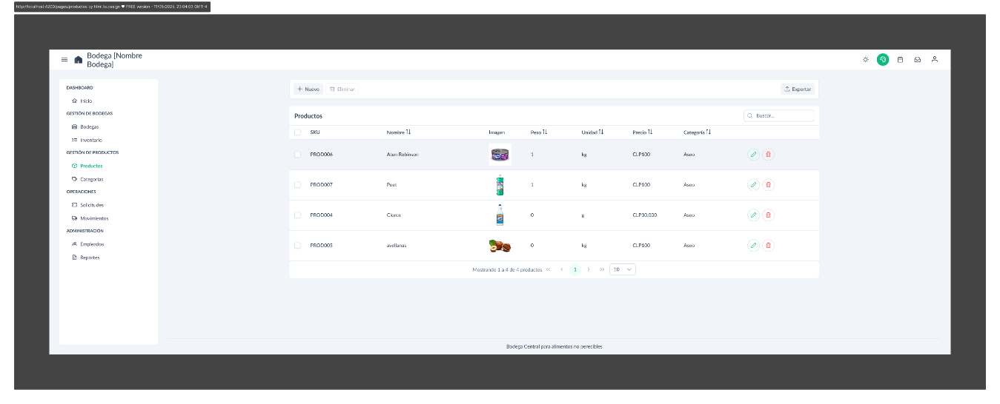 http://localhost:4200/pages/productos by html.to.design ❤ FREE version - 11/06/2025, 23:04:03 GMT-4
Bodega [Nombre
Bodega]
DASHBOARD
Inicio
GESTIÓN DE BODEGAS
Bodegas
Inventario
GESTIÓN DE PRODUCTOS
Productos
Categorías
OPERACIONES
Solicitudes
Movimientos
ADMINISTRACIÓN
Empleados
Reportes
Nuevo Eliminar Exportar
Productos Buscar...
SKU Nombre Imagen Peso Unidad Precio Categoría
PROD006 Atun Robinson 1 kg CLP100 Aseo
PROD007 Poet 1 kg CLP100 Aseo
PROD004 Clorox 0 g CLP30,000 Aseo
PROD005 avellanas 0 kg CLP100 Aseo
Mostrando 1 a 4 de 4 productos « ‹ 1 › » 10
Bodega Central para alimentos no perecibles